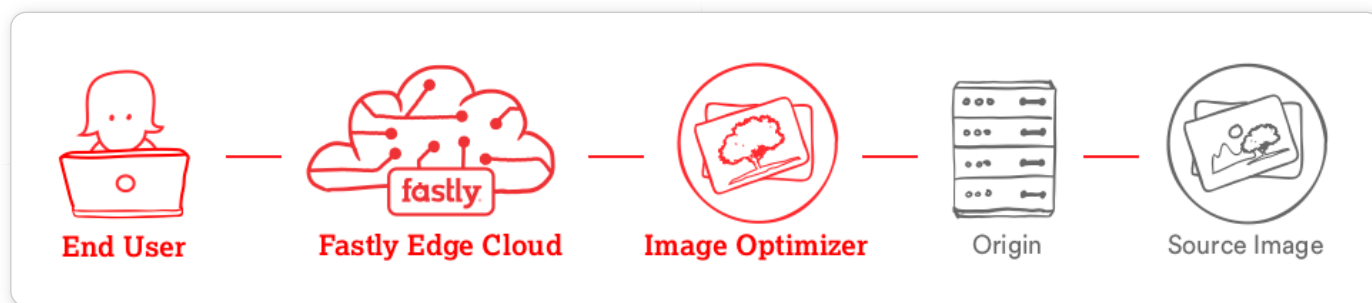 fastly
End User
Fastly Edge Cloud
Image Optimizer
Origin
Source Image